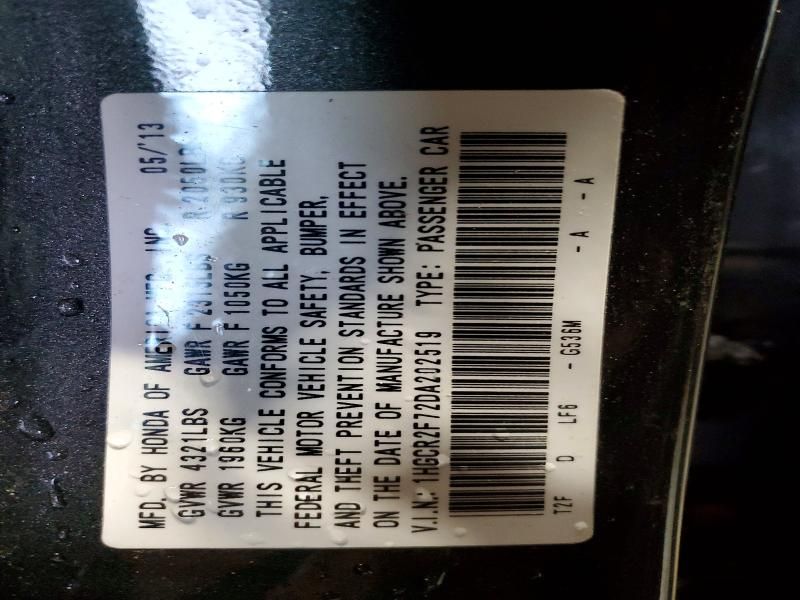 MFD. BY HONDA OF AMERICA MFG., INC. 05/'13
GVWR 4321LBS GAWR F
GVWR 1960KG GAWR F 1050KG R 930KG
THIS VEHICLE CONFORMS TO ALL APPLICABLE
FEDERAL MOTOR VEHICLE SAFETY, BUMPER,
AND THEFT PREVENTION STANDARDS IN EFFECT
ON THE DATE OF MANUFACTURE SHOWN ABOVE.
V.I.N.: 1HGCR2F72DA202519 TYPE: PASSENGER CAR
T2F D LF6 - G536M - A - A